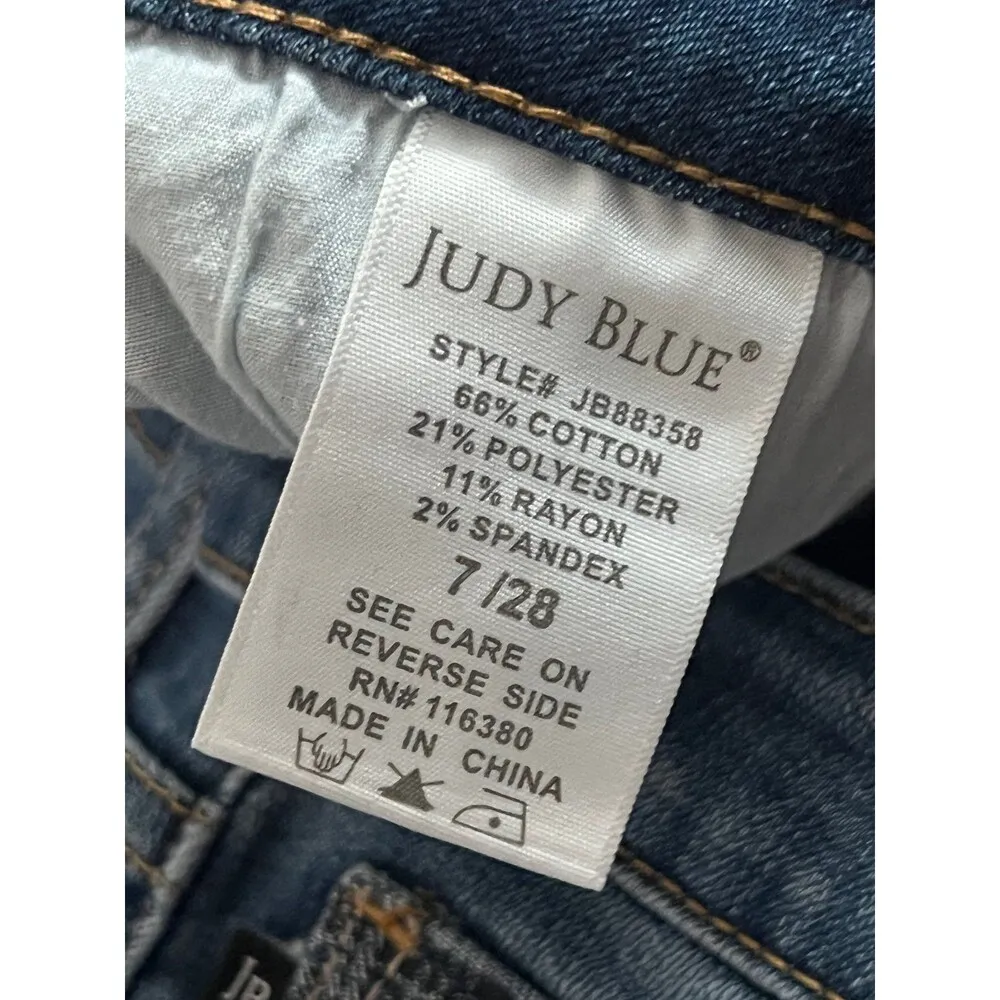 JUDY BLUE®
STYLE# JB88358
66% COTTON
21% POLYESTER
11% RAYON
2% SPANDEX
7 /28
SEE CARE ON
REVERSE SIDE
RN# 116380
MADE IN CHINA
JB